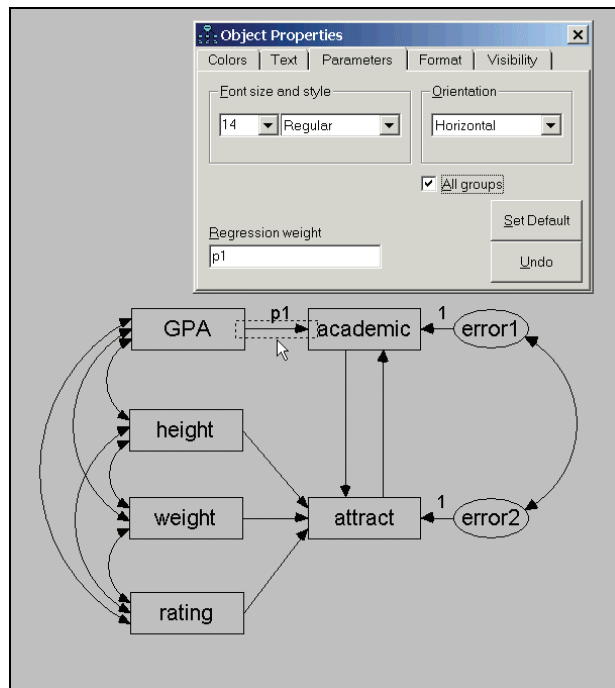 Object Properties
Colors Text Parameters Format Visibility
Font size and style
Orientation
14 Regular
Horizontal
All groups
Set Default
Regression weight
p1
Undo
p1 1
GPA academic error1
height
1
weight attract error2
rating